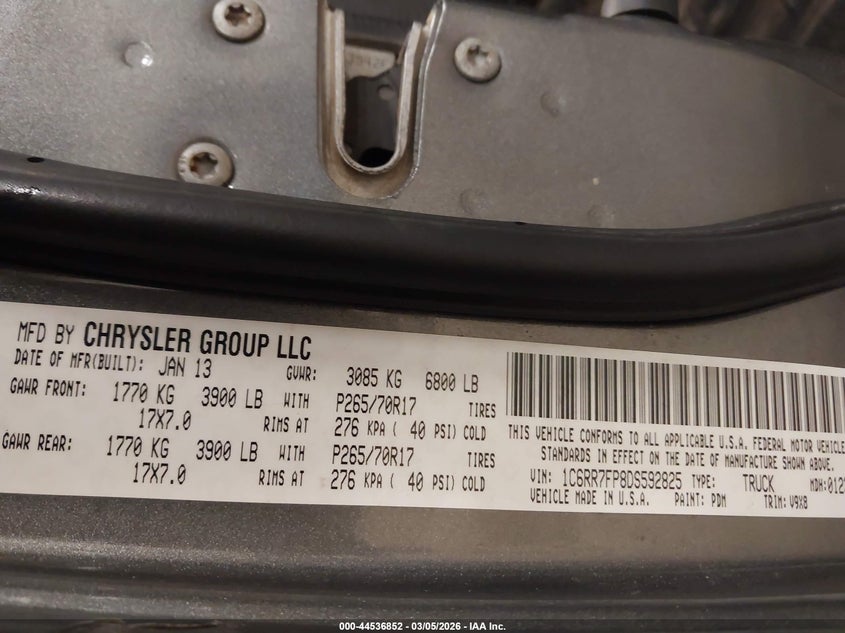 MFD BY CHRYSLER GROUP LLC
DATE OF MFR(BUILT): JAN 13 GVWR: 3085 KG 6800 LB
GAWR FRONT: 1770 KG 3900 LB WITH P265/70R17 TIRES
17X7.0 RIMS AT 276 KPA ( 40 PSI) COLD
GAWR REAR: 1770 KG 3900 LB WITH P265/70R17 TIRES
17X7.0 RIMS AT 276 KPA ( 40 PSI) COLD
THIS VEHICLE CONFORMS TO ALL APPLICABLE U.S.A. FEDERAL MOTOR VEHICLE
STANDARDS IN EFFECT ON THE DATE OF MANUFACTURE SHOWN ABOVE.
VIN: 1C6RR7FP8DS592825 TYPE: TRUCK MDH:012
VEHICLE MADE IN U.S.A. PAINT: PDM TRIM: V9X8
000-44536852 - 03/05/2026 - IAA Inc.